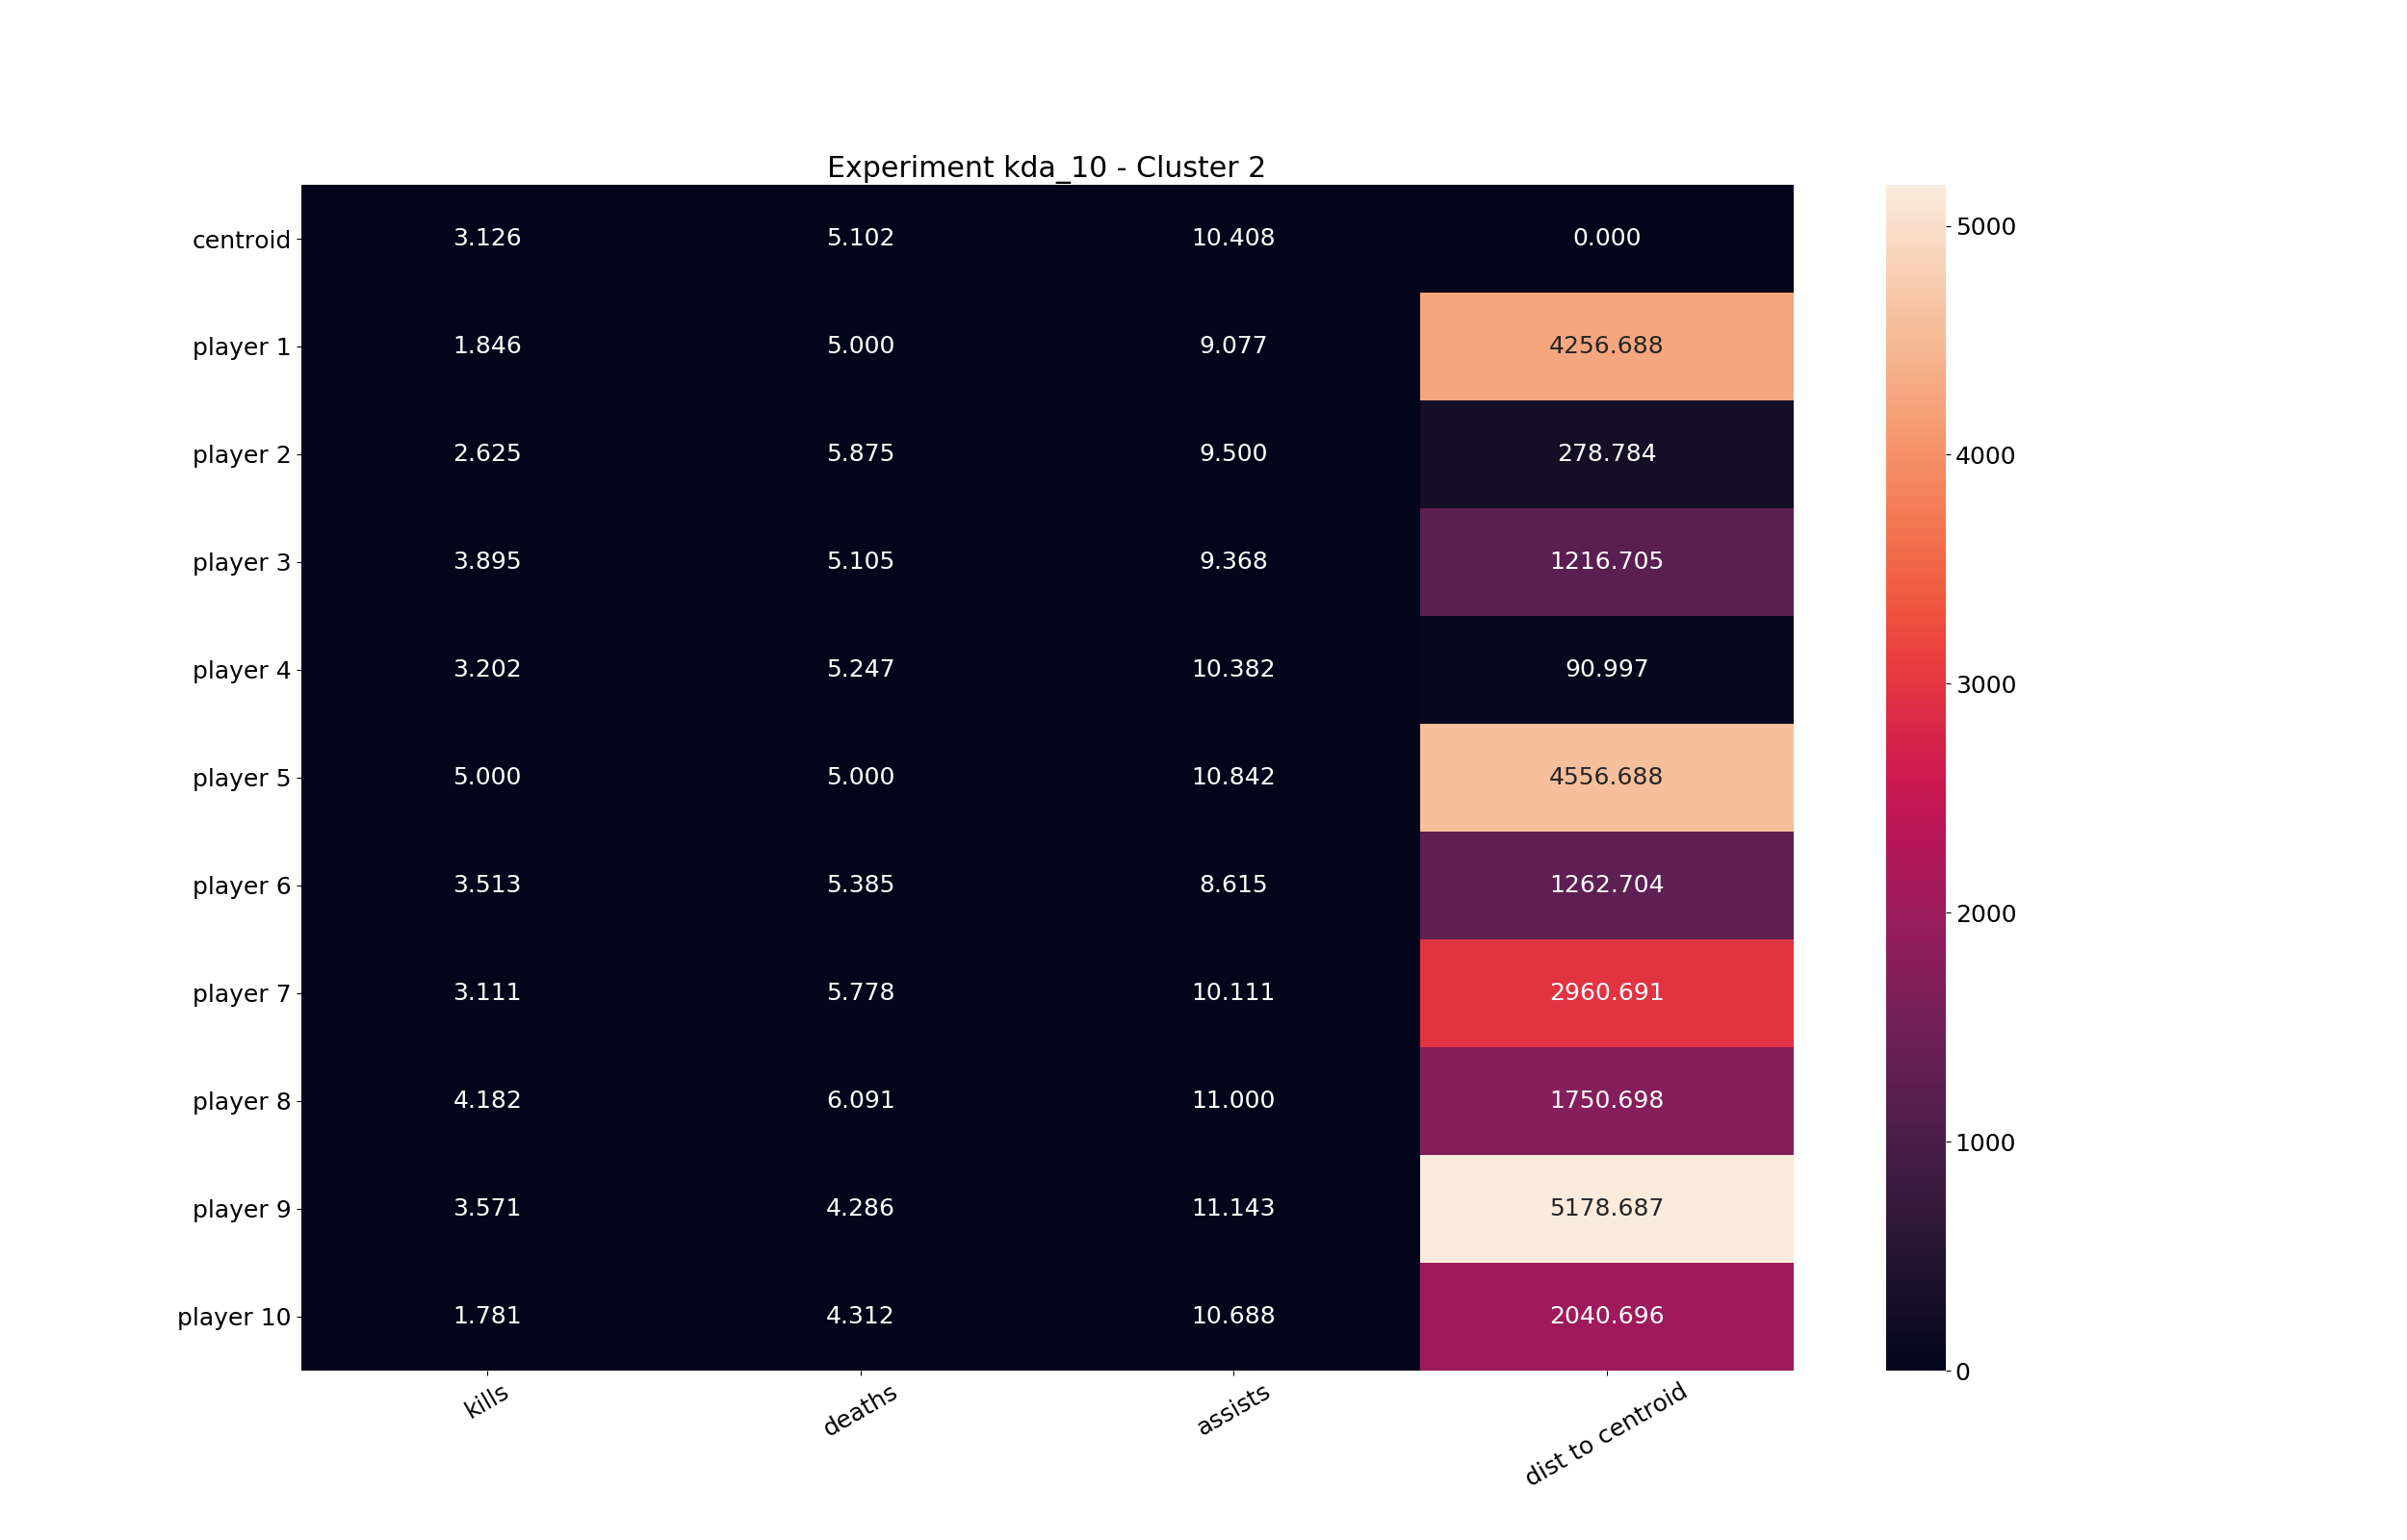 Experiment kda_10 - Cluster 2
centroid 3.126 5.102 10.408 0.000
player 1 1.846 5.000 9.077 4256.688
player 2 2.625 5.875 9.500 278.784
player 3 3.895 5.105 9.368 1216.705
player 4 3.202 5.247 10.382 90.997
player 5 5.000 5.000 10.842 4556.688
player 6 3.513 5.385 8.615 1262.704
player 7 3.111 5.778 10.111 2960.691
player 8 4.182 6.091 11.000 1750.698
player 9 3.571 4.286 11.143 5178.687
player 10 1.781 4.312 10.688 2040.696
kills deaths assists dist to centroid
5000
4000
3000
2000
1000
0